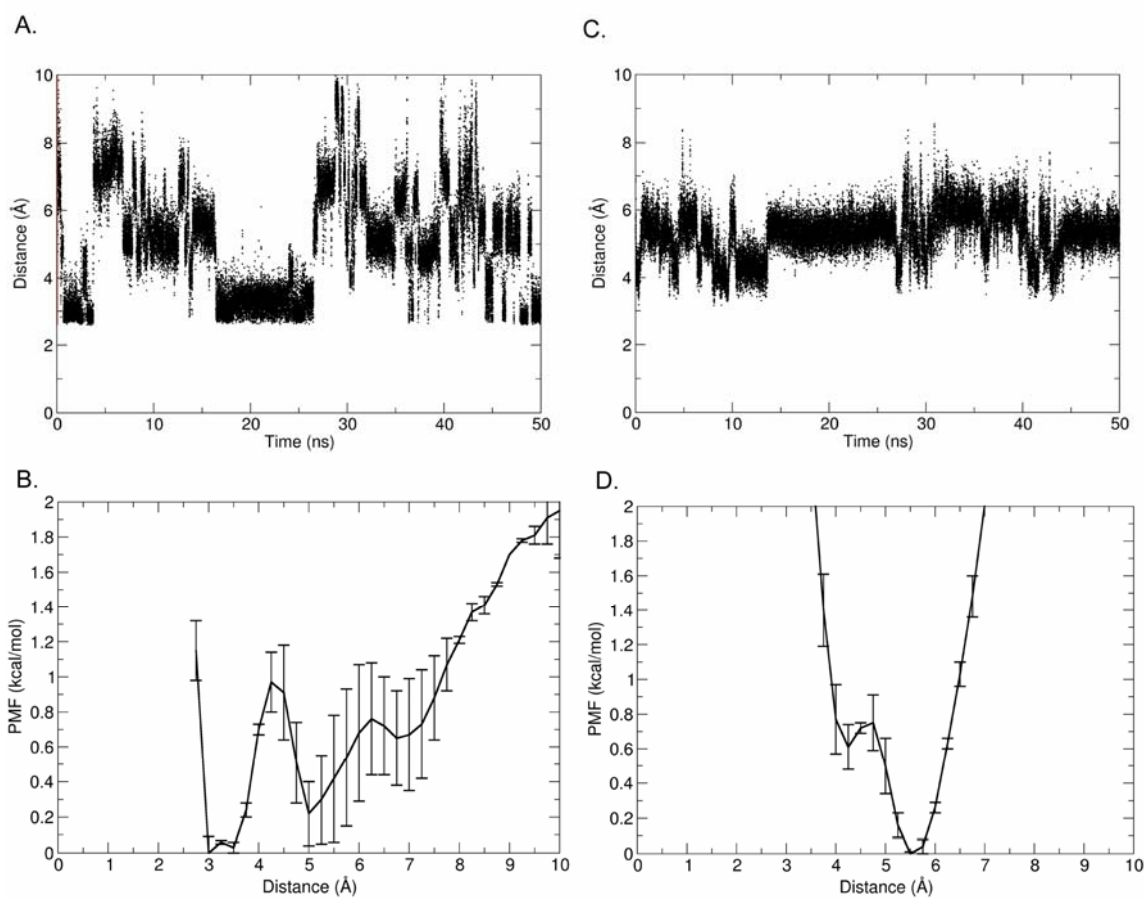 A.
10
8
6
4
2
0
Distance (Å)
0 10 20 30 40 50
Time (ns)
C.
10
8
6
4
2
0
Distance (Å)
0 10 20 30 40 50
Time (ns)
B.
2
1.8
1.6
1.4
1.2
1
0.8
0.6
0.4
0.2
0
PMF (kcal/mol)
0 1 2 3 4 5 6 7 8 9 10
Distance (Å)
D.
2
1.8
1.6
1.4
1.2
1
0.8
0.6
0.4
0.2
0
PMF (kcal/mol)
0 1 2 3 4 5 6 7 8 9 10
Distance (Å)